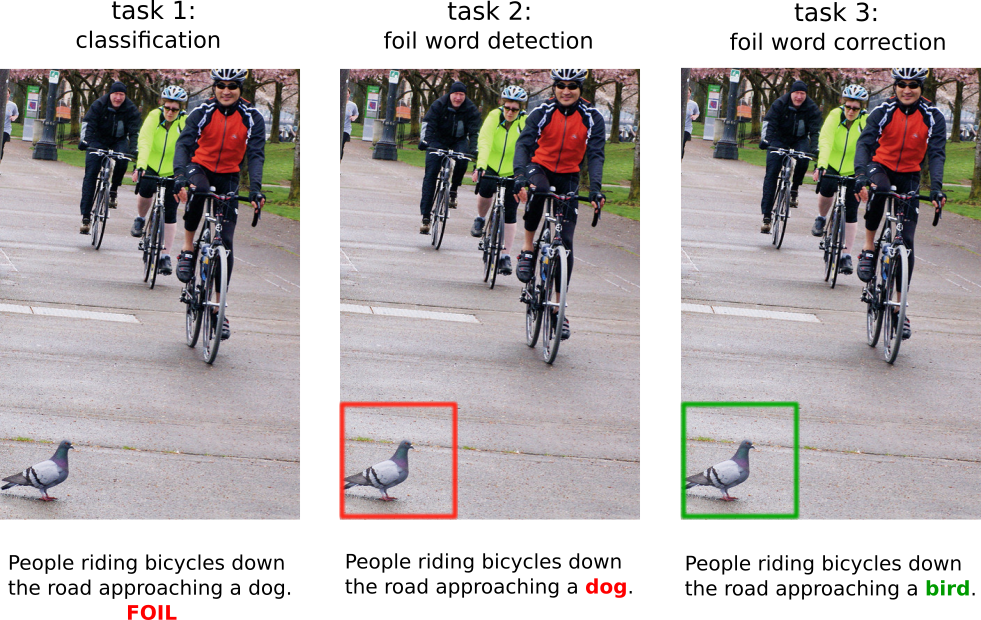 task 1:
classification
task 2:
foil word detection
task 3:
foil word correction
People riding bicycles down
the road approaching a dog.
FOIL
People riding bicycles down
the road approaching a dog.
People riding bicycles down
the road approaching a bird.